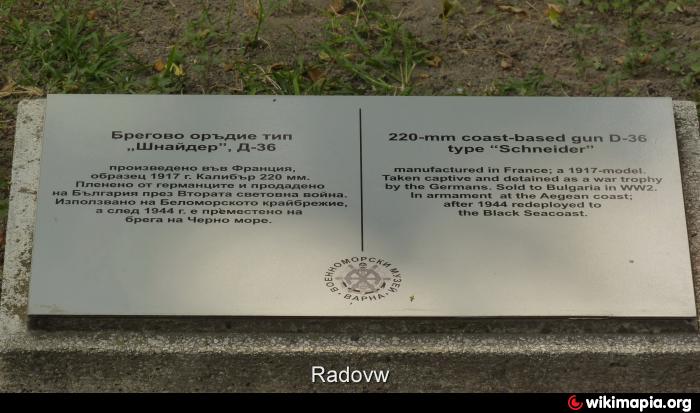 Брегово оръдие тип
„Шнайдер”, Д-36
произведено във Франция,
образец 1917 г. Калибър 220 мм.
Пленено от германците и продадено
на България през Втората световна война.
Използвано на Беломорското крайбрежие,
а след 1944 г. е преместено на
брега на Черно море.
220-mm coast-based gun D-36
type “Schneider”
manufactured in France; a 1917-model.
Taken captive and detained as a war trophy
by the Germans. Sold to Bulgaria in WW2.
In armament at the Aegean coast;
after 1944 redeployed to
the Black Seacoast.
ВОЕННОМОРСКИ МУЗЕЙ
ВАРНА
Radovw
wikimapia.org